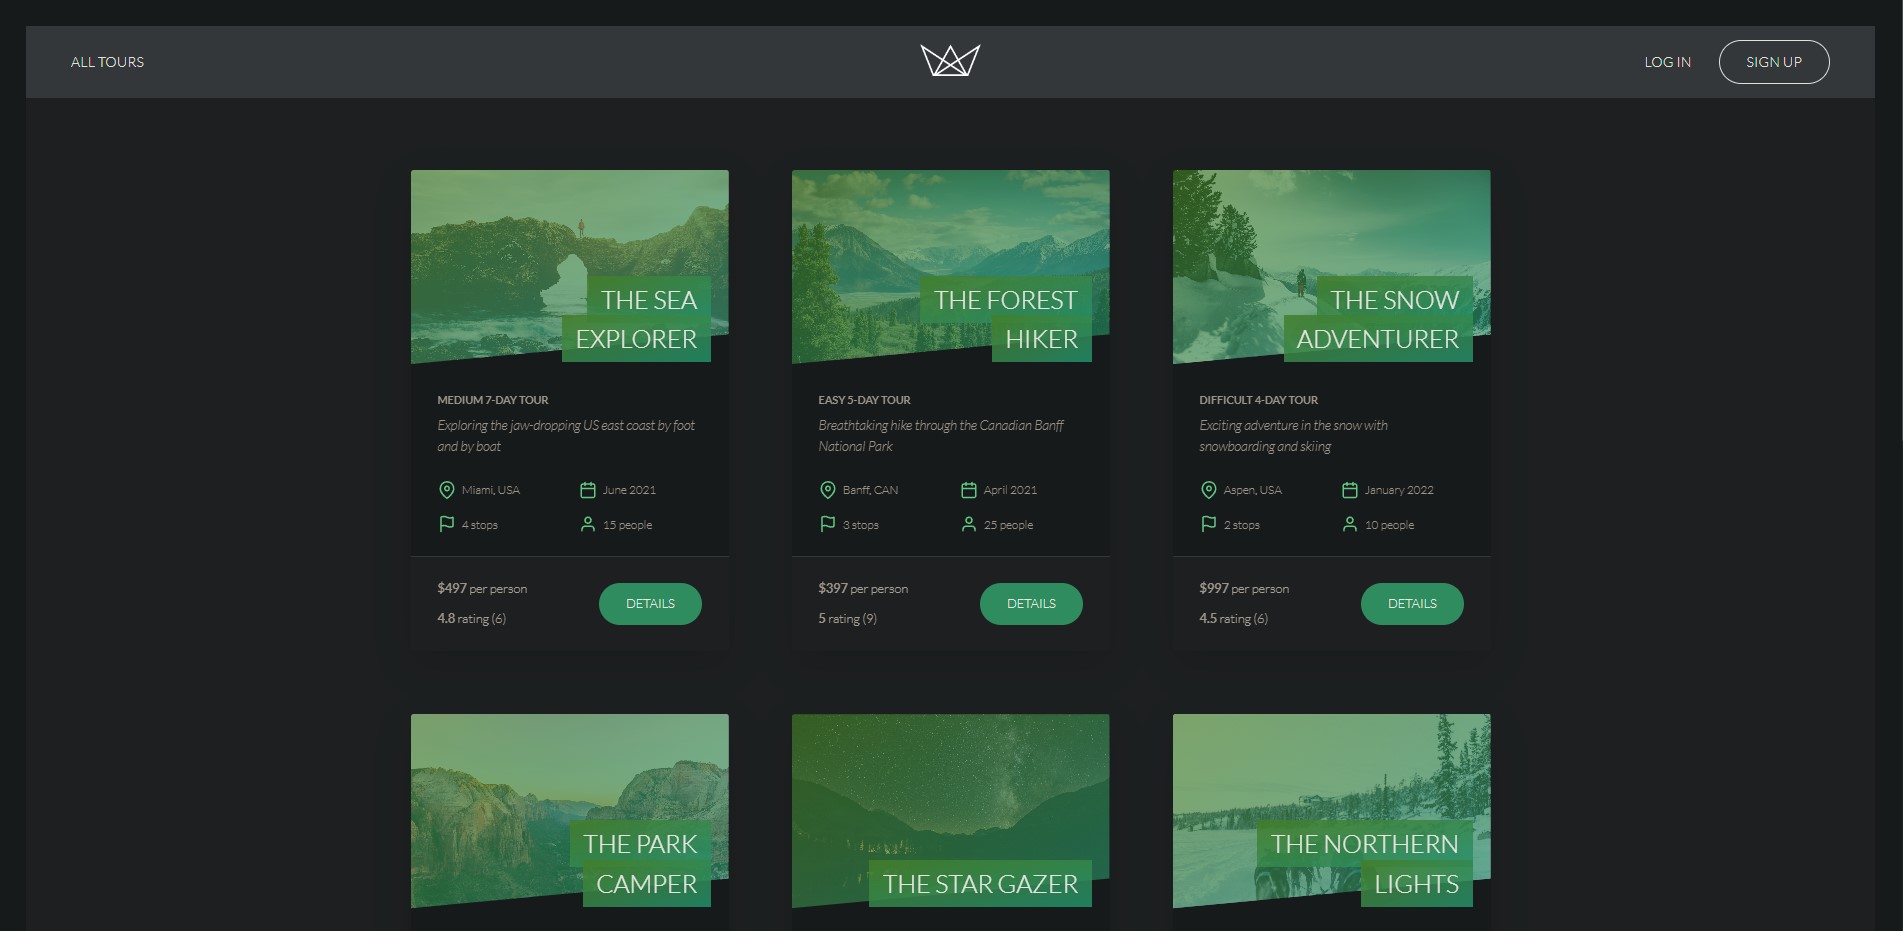 ALL TOURS
LOG IN
SIGN UP
THE SEA
EXPLORER
MEDIUM 7-DAY TOUR
Exploring the jaw-dropping US east coast by foot
and by boat
Miami, USA
June 2021
4 stops
15 people
$497 per person
4.8 rating (6)
DETAILS
THE FOREST
HIKER
EASY 5-DAY TOUR
Breathtaking hike through the Canadian Banff
National Park
Banff, CAN
April 2021
3 stops
25 people
$397 per person
5 rating (9)
DETAILS
THE SNOW
ADVENTURER
DIFFICULT 4-DAY TOUR
Exciting adventure in the snow with
snowboarding and skiing
Aspen, USA
January 2022
2 stops
10 people
$997 per person
4.5 rating (6)
DETAILS
THE PARK
CAMPER
THE STAR GAZER
THE NORTHERN
LIGHTS